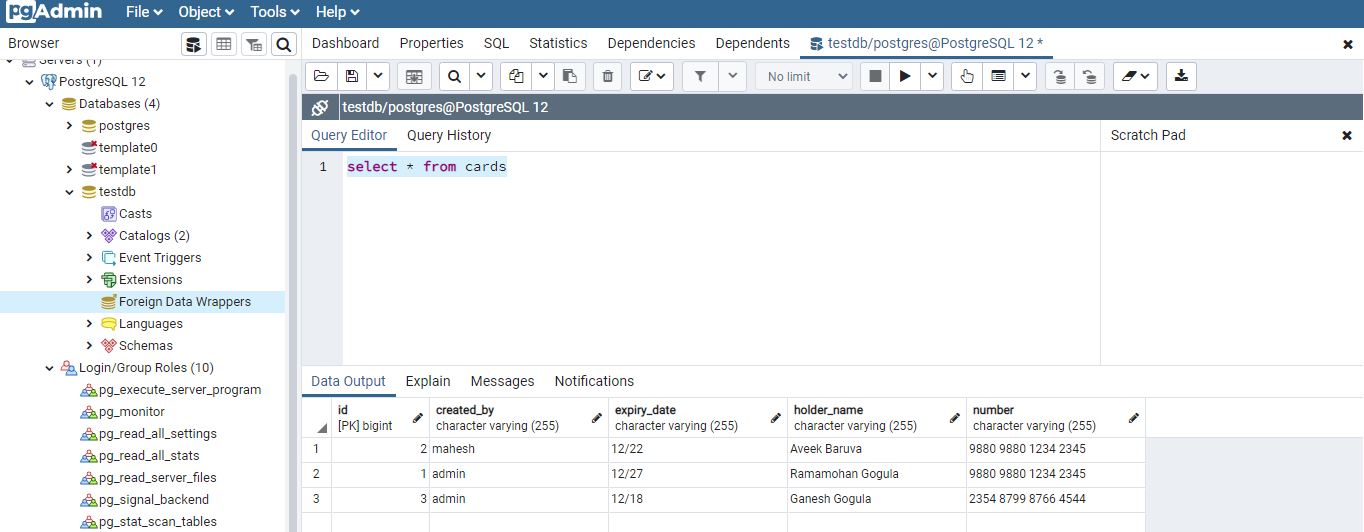 pgAdmin File Object Tools Help
Browser
Dashboard Properties SQL Statistics Dependencies Dependents testdb/postgres@PostgreSQL 12 *
Servers (1)
PostgreSQL 12
Databases (4)
postgres
template0
template1
testdb
Casts
Catalogs (2)
Event Triggers
Extensions
Foreign Data Wrappers
Languages
Schemas
Login/Group Roles (10)
pg_execute_server_program
pg_monitor
pg_read_all_settings
pg_read_all_stats
pg_read_server_files
pg_signal_backend
pg_stat_scan_tables
No limit
testdb/postgres@PostgreSQL 12
Query Editor Query History
Scratch Pad
1 select * from cards
Data Output Explain Messages Notifications
id created_by expiry_date holder_name number
[PK] bigint character varying (255) character varying (255) character varying (255) character varying (255)
1 2 mahesh 12/22 Aveek Baruva 9880 9880 1234 2345
2 1 admin 12/27 Ramamohan Gogula 9880 9880 1234 2345
3 3 admin 12/18 Ganesh Gogula 2354 8799 8766 4544